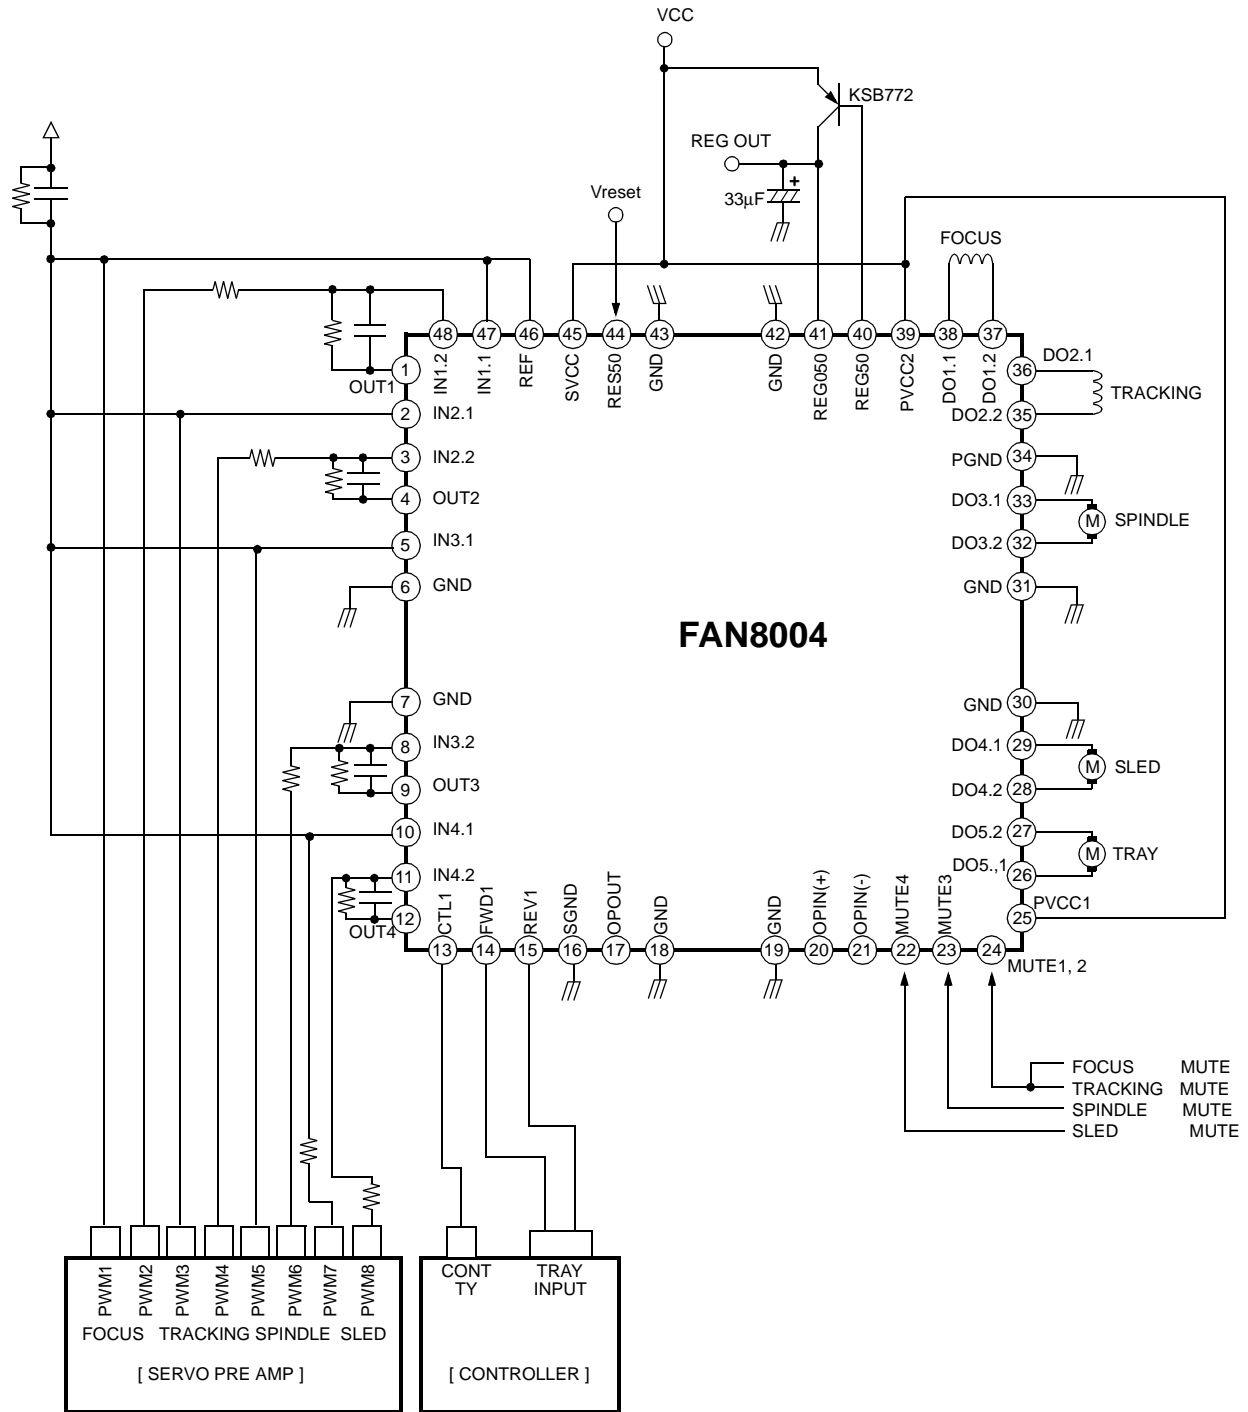 VCC
KSB772
REG OUT
Vreset
33µF
+
FOCUS
48 47 46 45 44 43 42 41 40 39 38 37
IN1.2 IN1.1 REF SVCC RES50 GND GND REG050 REG50 PVCC2 DO1.1 DO1.2
1 OUT1
2 IN2.1
3 IN2.2
4 OUT2
5 IN3.1
6 GND
7 GND
8 IN3.2
9 OUT3
10 IN4.1
11 IN4.2
12 OUT4
FAN8004
36 DO2.1
TRACKING
DO2.2 35
PGND 34
DO3.1 33
M SPINDLE
DO3.2 32
GND 31
GND 30
DO4.1 29
M SLED
DO4.2 28
DO5.2 27
M TRAY
DO5.,1 26
PVCC1
25
CTL1 FWD1 REV1 SGND OPOUT GND GND OPIN(+) OPIN(-) MUTE4 MUTE3
13 14 15 16 17 18 19 20 21 22 23 24
MUTE1, 2
FOCUS MUTE
TRACKING MUTE
SPINDLE MUTE
SLED MUTE
PWM1 PWM2 PWM3 PWM4 PWM5 PWM6 PWM7 PWM8
FOCUS TRACKING SPINDLE SLED
[ SERVO PRE AMP ]
CONT TY
TRAY INPUT
[ CONTROLLER ]